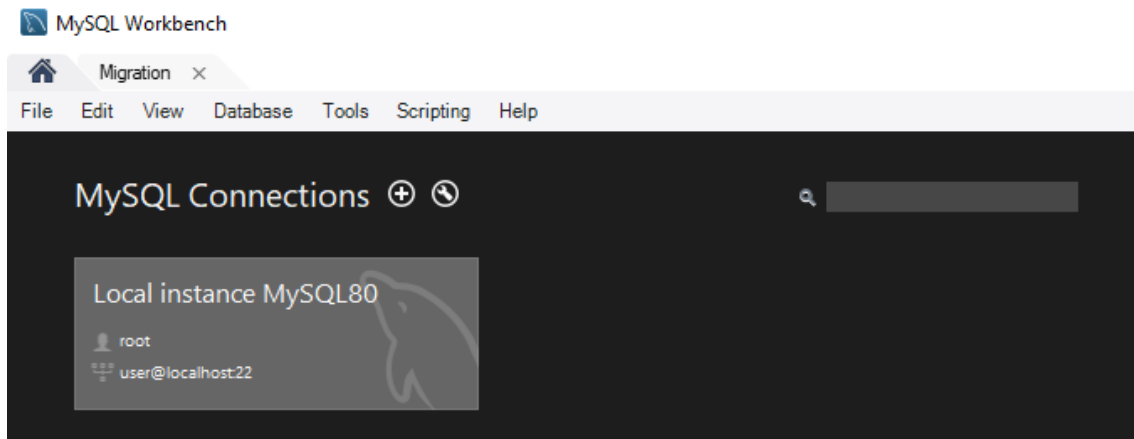 MySQL Workbench
Migration ×
File Edit View Database Tools Scripting Help
MySQL Connections
Local instance MySQL80
root
user@localhost:22